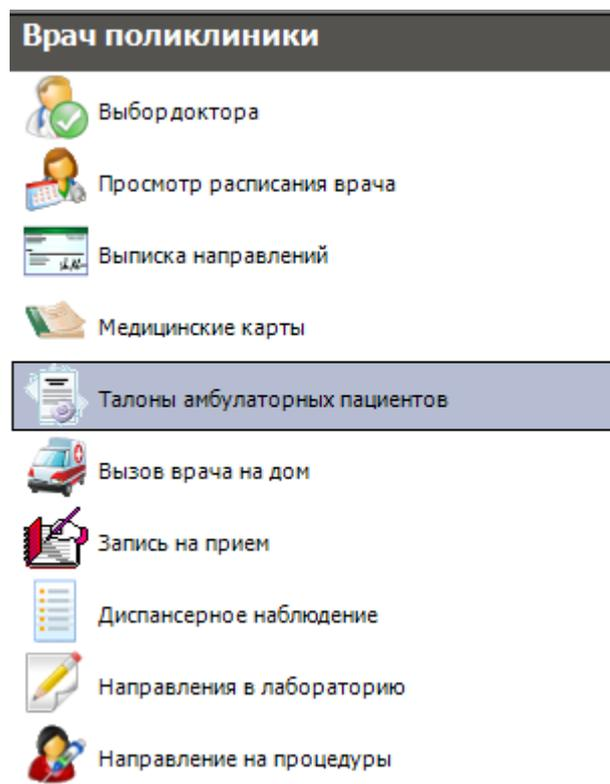 Врач поликлиники
Выбор доктора
Просмотр расписания врача
Выписка направлений
Медицинские карты
Талоны амбулаторных пациентов
Вызов врача на дом
Запись на прием
Диспансерное наблюдение
Направления в лабораторию
Направление на процедуры